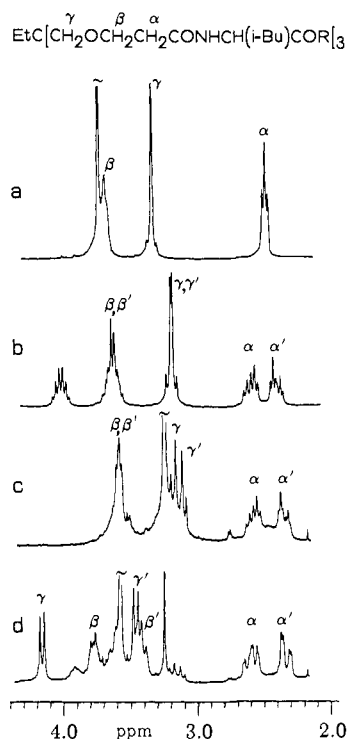 EtC[CH₂OCH₂CH₂CONHCH(i-Bu)COR]₃
γ β α
a
~ β γ α
b
β,β′ γ,γ′ α α′
c
β,β′ ~ γ γ′ α α′
d
γ β ~ γ′ β′ α α′
4.0 ppm 3.0 2.0